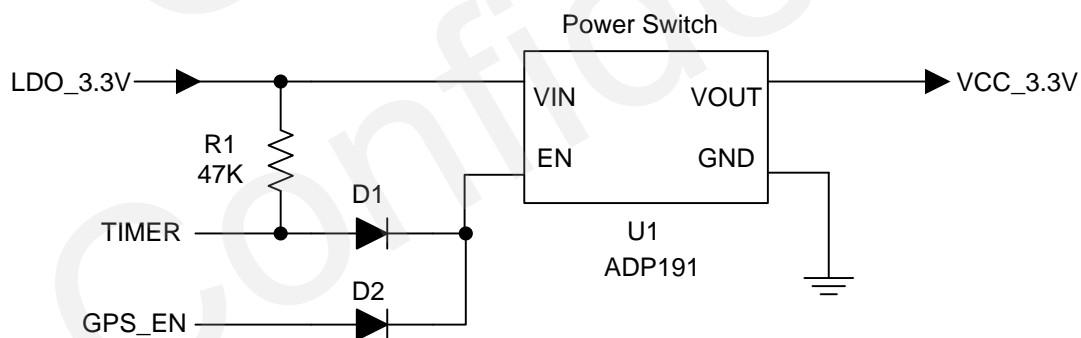 Power Switch
LDO_3.3V
VIN
VOUT
VCC_3.3V
R1
47K
EN
GND
D1
TIMER
U1
ADP191
D2
GPS_EN